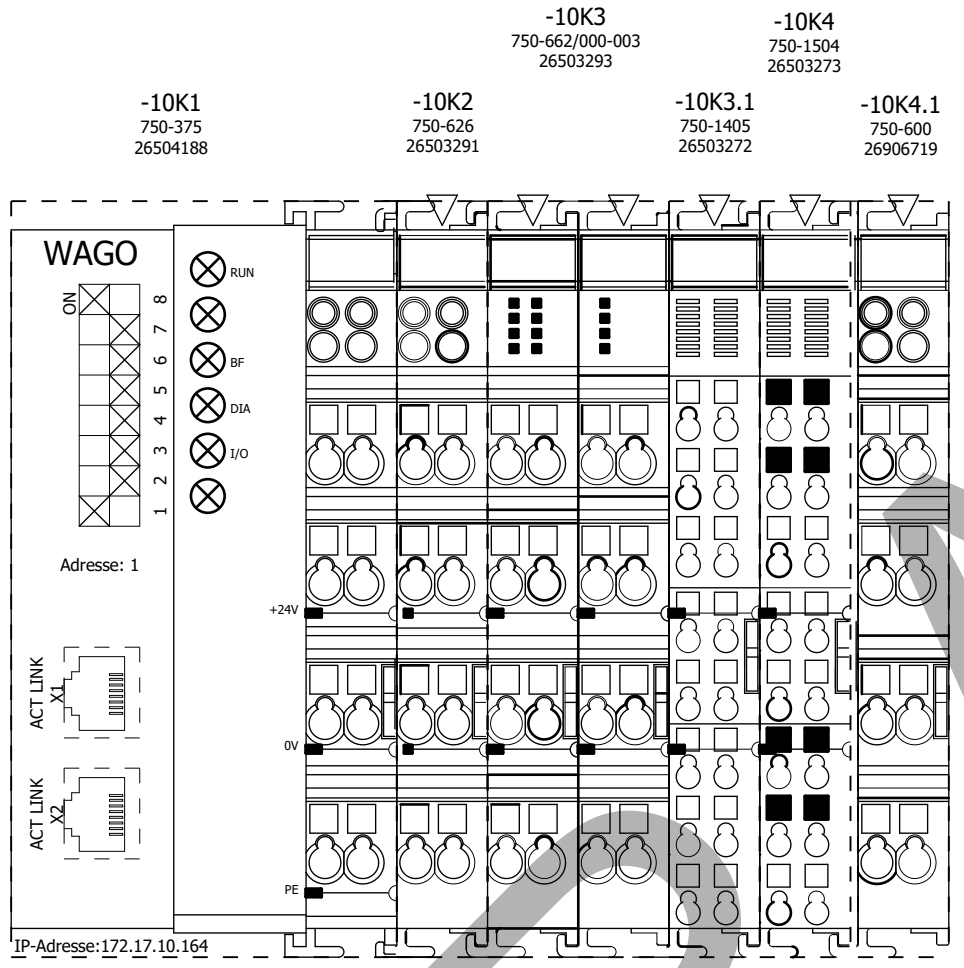 -10K3
750-662/000-003
26503293
-10K4
750-1504
26503273
-10K1
750-375
26504188
-10K2
750-626
26503291
-10K3.1
750-1405
26503272
-10K4.1
750-600
26906719
WAGO
ON
8
7
6
5
4
3
2
1
RUN
BF
DIA
I/O
Adresse: 1
+24V
ACT LINK
X1
0V
ACT LINK
X2
PE
IP-Adresse:172.17.10.164